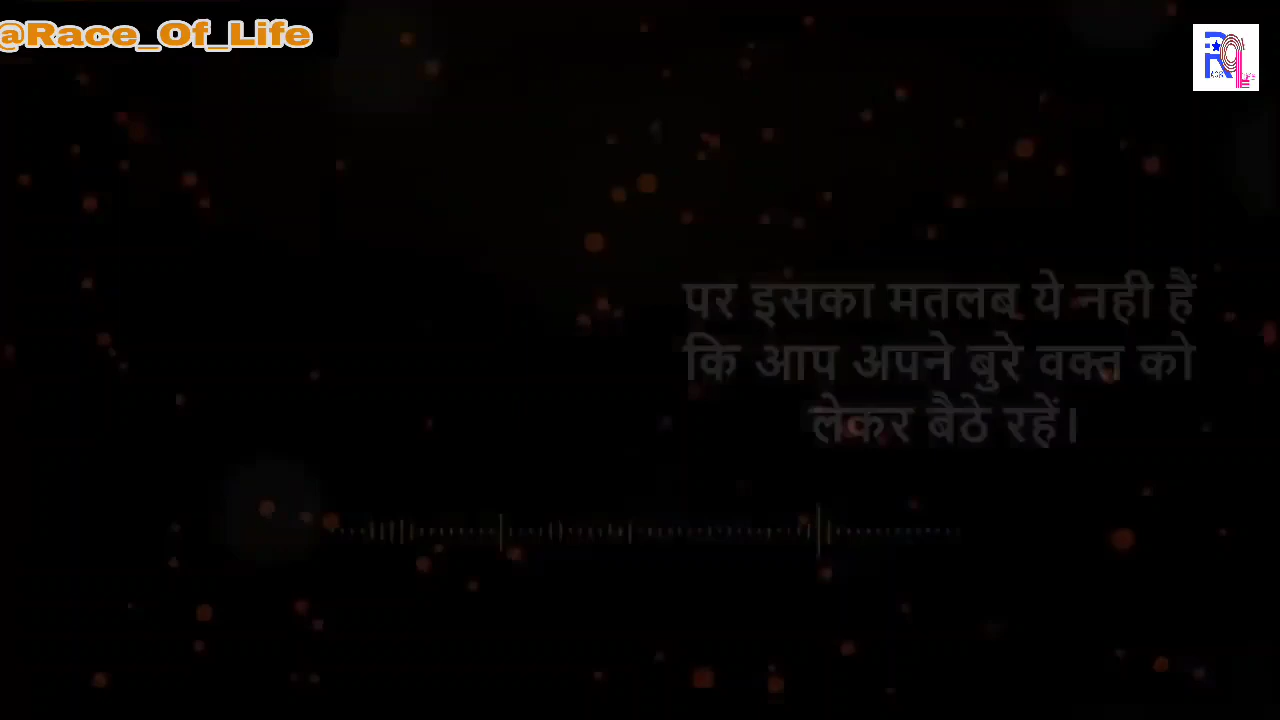 @Race_Of_Life
पर इसका मतलब ये नही हैं
कि आप अपने बुरे वक्त को
लेकर बैठे रहें।